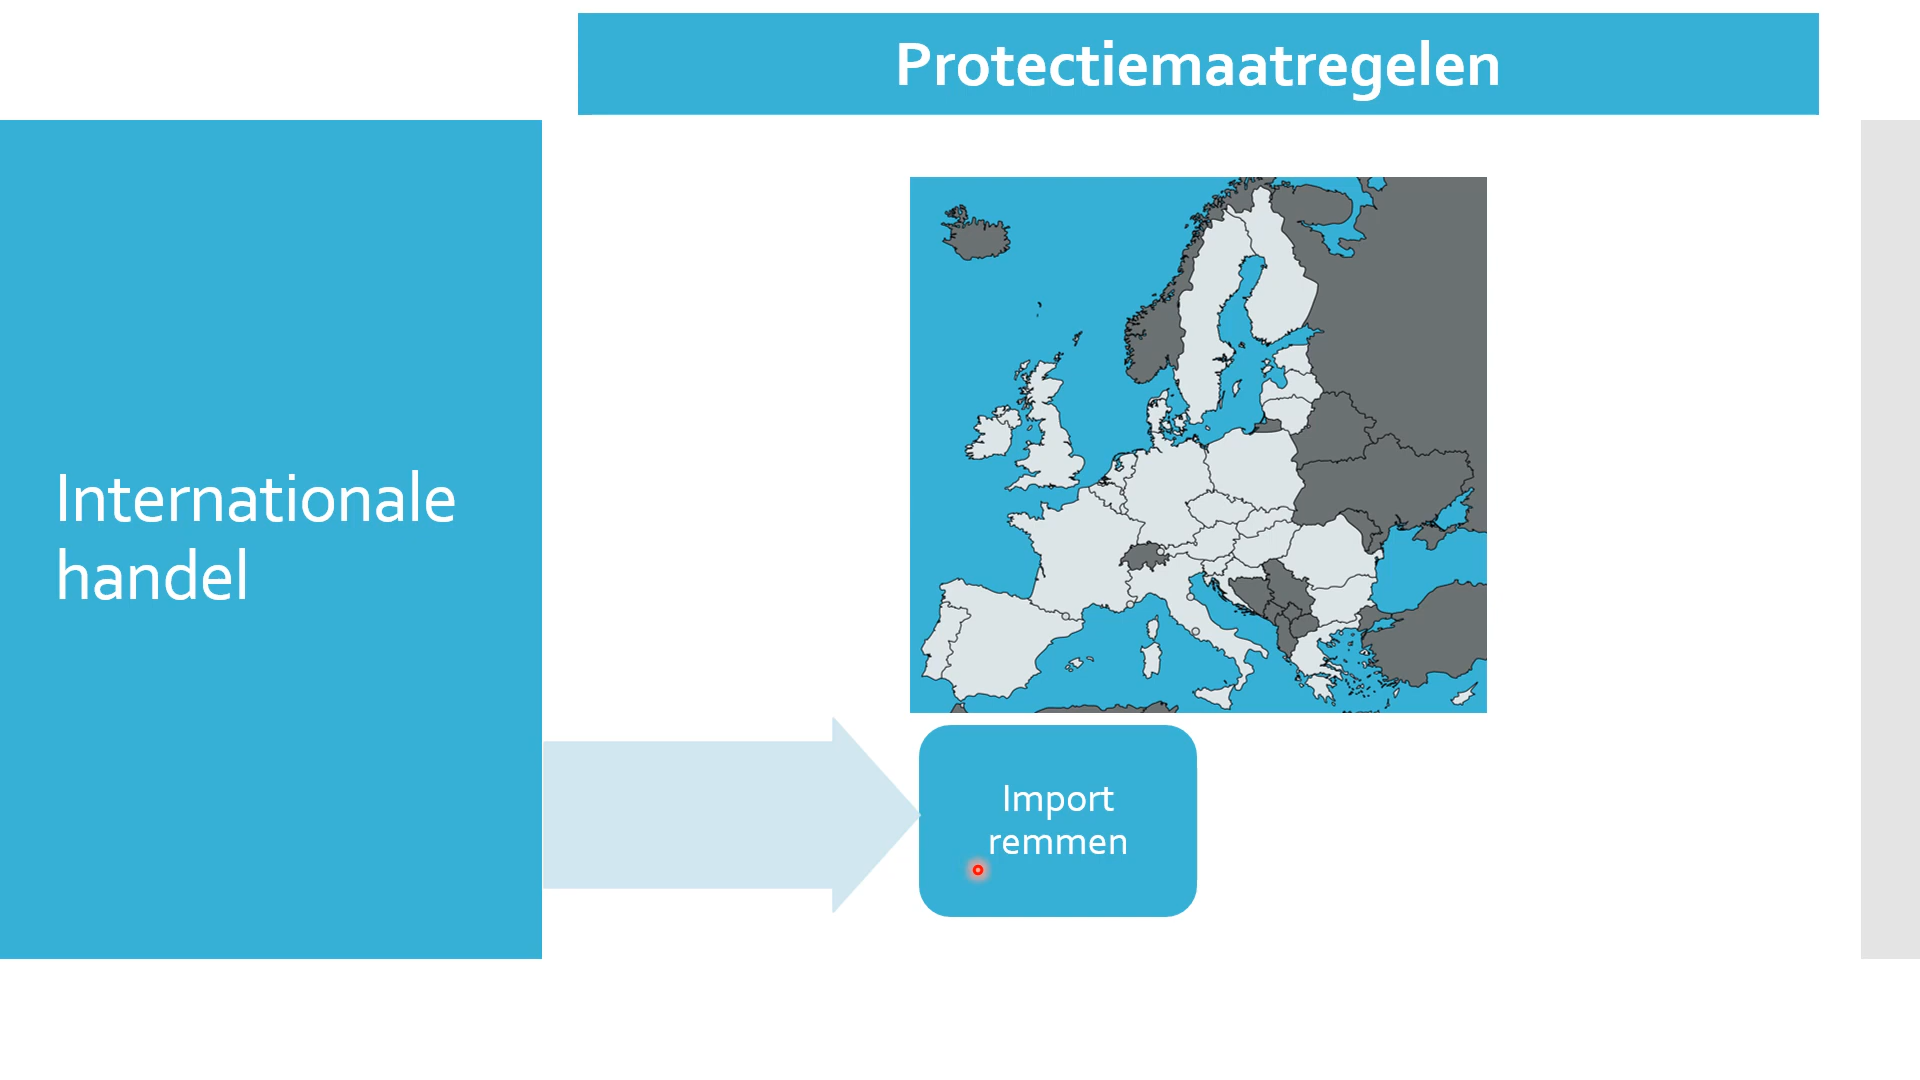 Protectiemaatregelen
Internationale
handel
Import
remmen